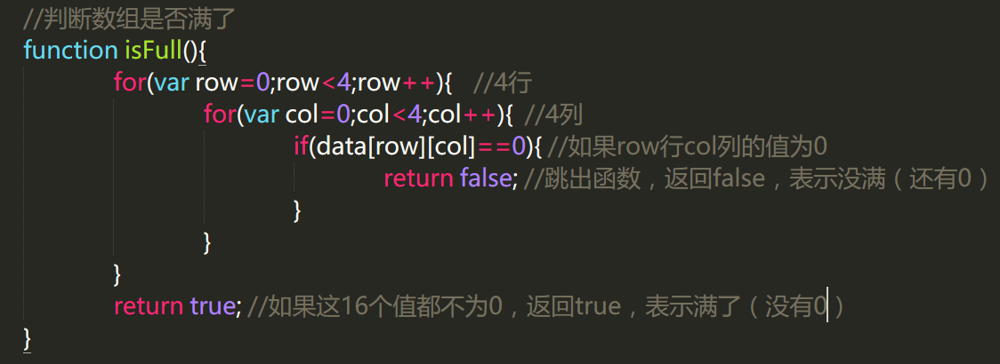 //判断数组是否满了
function isFull(){
for(var row=0;row<4;row++){ //4行
for(var col=0;col<4;col++){ //4列
if(data[row][col]==0){ //如果row行col列的值为0
return false; //跳出函数，返回false，表示没满（还有0）
}
}
}
return true; //如果这16个值都不为0，返回true，表示满了（没有0）
}